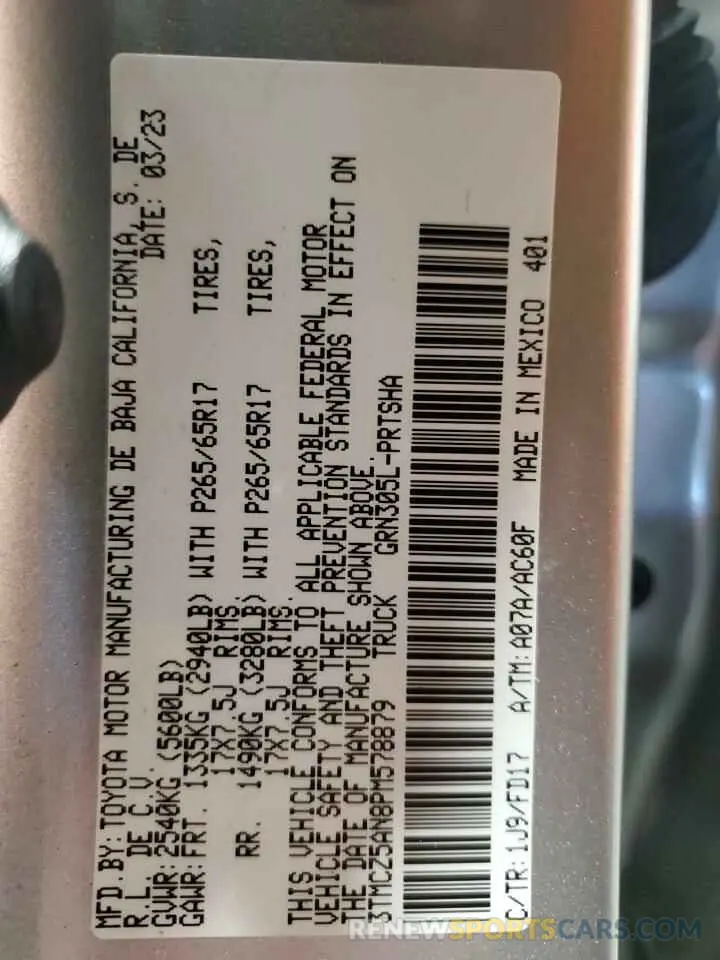 MFD.BY: TOYOTA MOTOR MANUFACTURING DE BAJA CALIFORNIA, S. DE
R.L. DE C.V. DATE: 03/23
GVWR: 2540KG (5600LB)
GAWR: FRT. 1335KG (2940LB) WITH P265/65R17 TIRES,
17X7.5J RIMS.
RR. 1490KG (3280LB) WITH P265/65R17 TIRES,
17X7.5J RIMS.
THIS VEHICLE CONFORMS TO ALL APPLICABLE FEDERAL MOTOR
VEHICLE SAFETY AND THEFT PREVENTION STANDARDS IN EFFECT ON
THE DATE OF MANUFACTURE SHOWN ABOVE.
3TMCZ5AN8PM578879 TRUCK GRN305L-PRTSHA
C/TR: 1J9/FD17 A/TM: A07A/AC60F MADE IN MEXICO 401
RENEWSPORTSCARS.COM